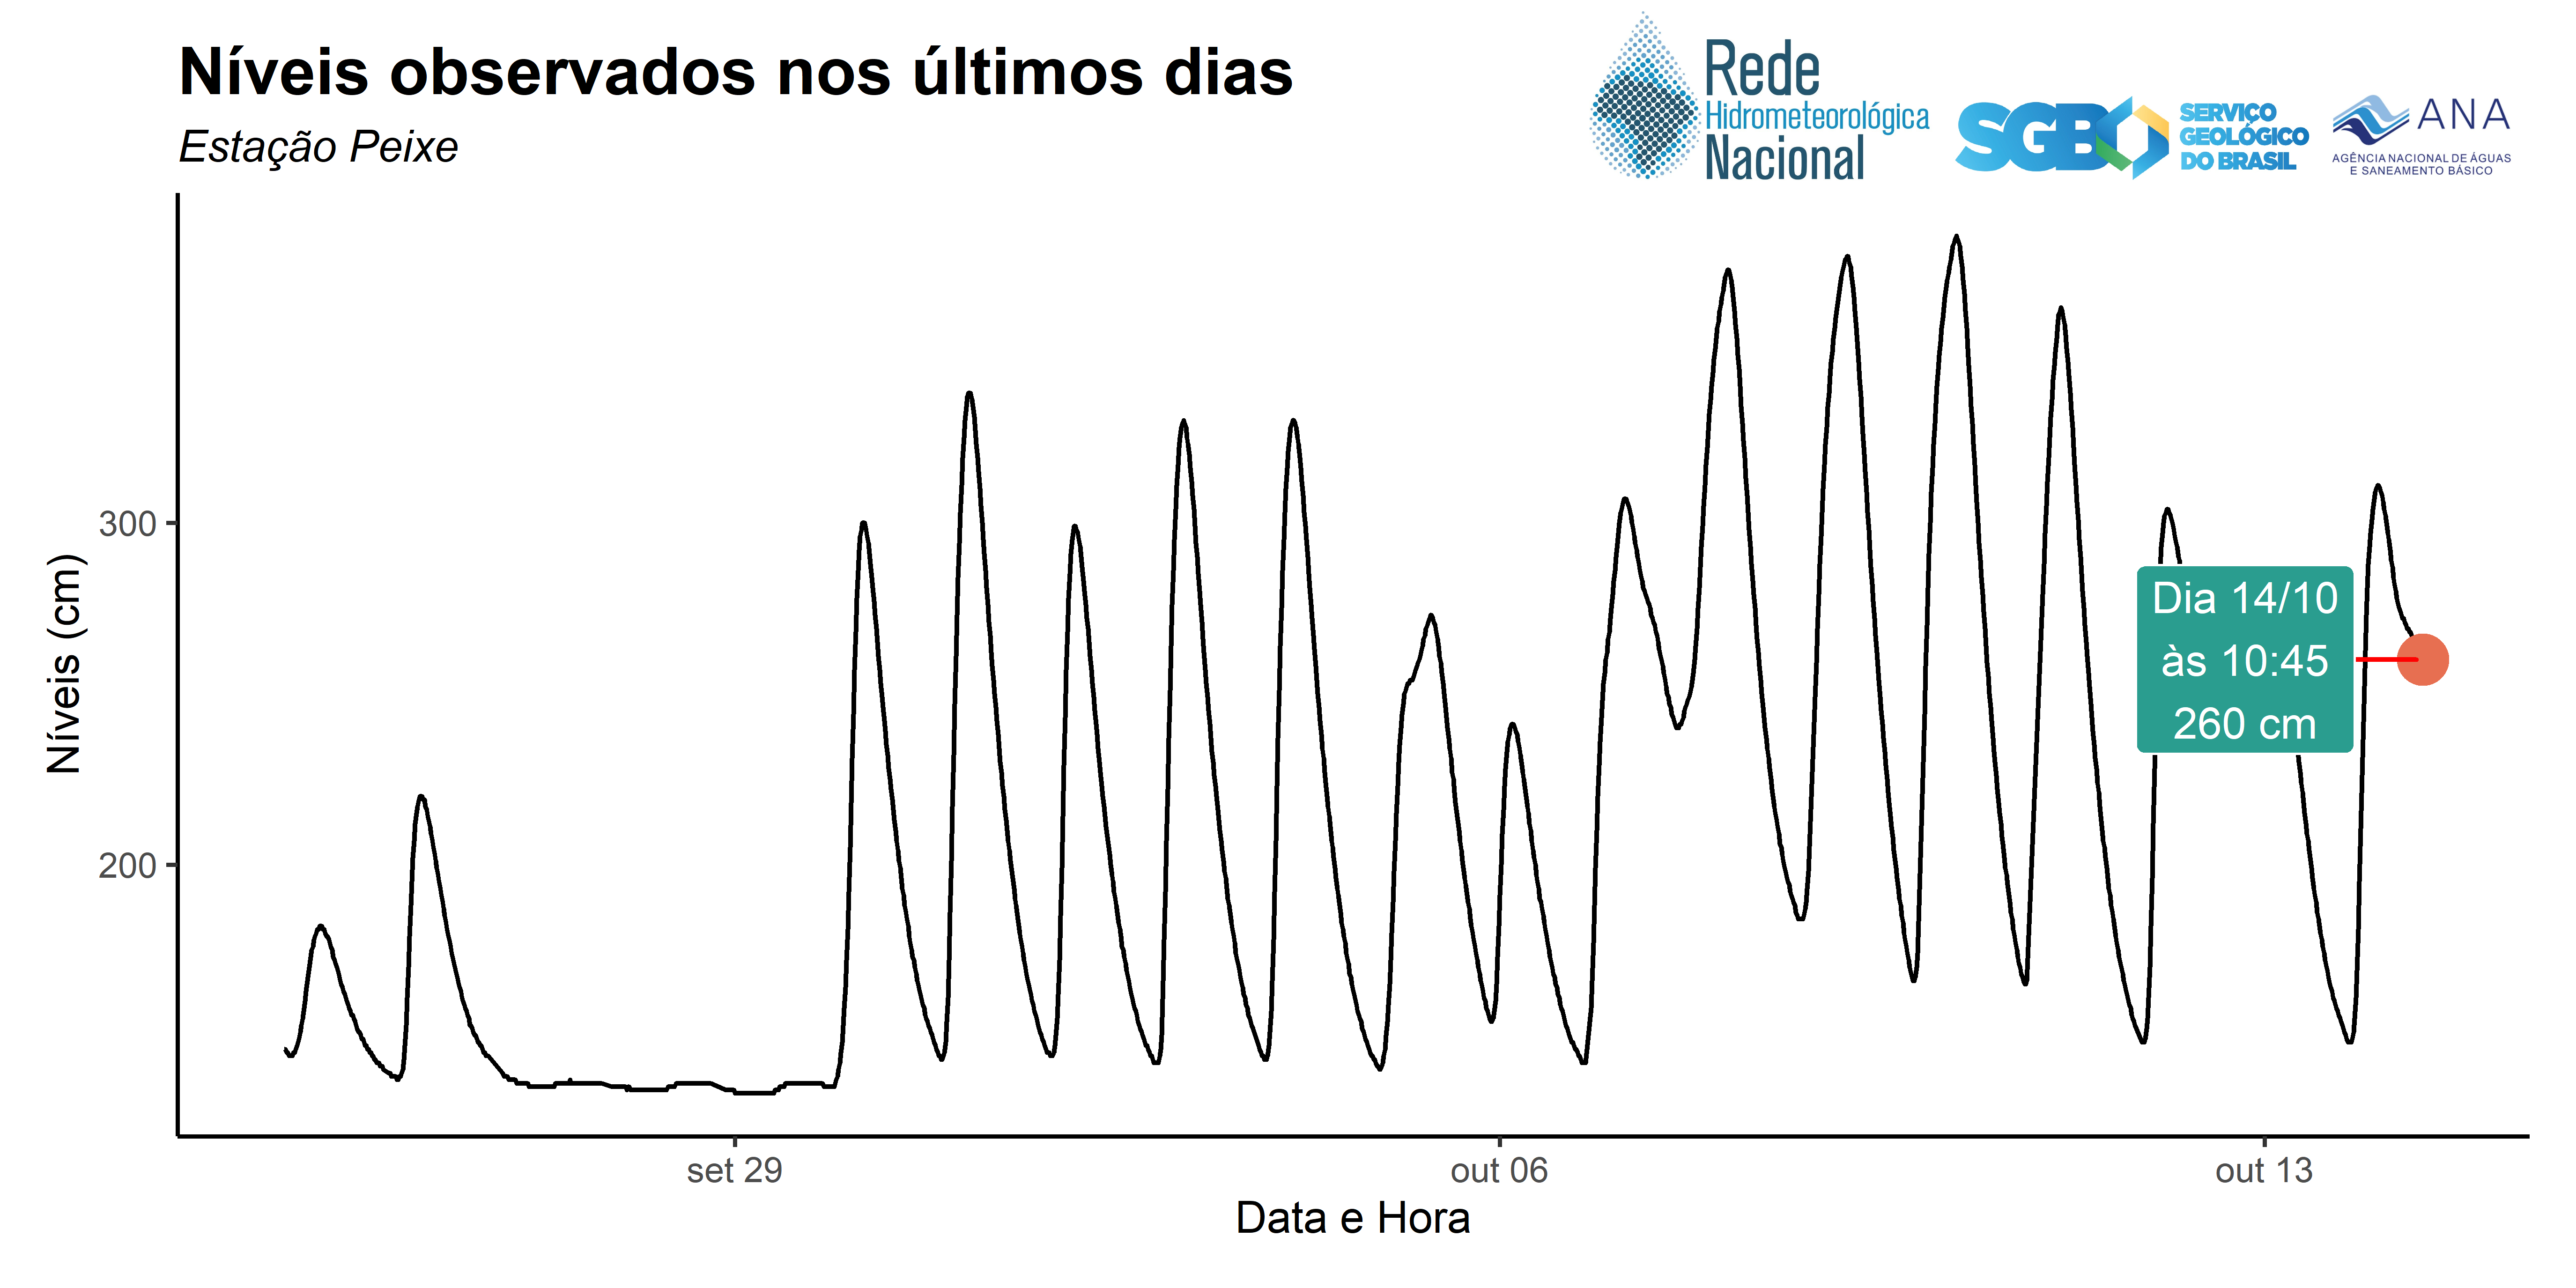 Níveis observados nos últimos dias
Estação Peixe
Rede
Hidrometeorológica
Nacional
SGB
SERVIÇO
GEOLÓGICO
DO BRASIL
ANA
AGÊNCIA NACIONAL DE ÁGUAS
E SANEAMENTO BÁSICO
Níveis (cm)
300
200
Dia 14/10
às 10:45
260 cm
set 29
out 06
out 13
Data e Hora